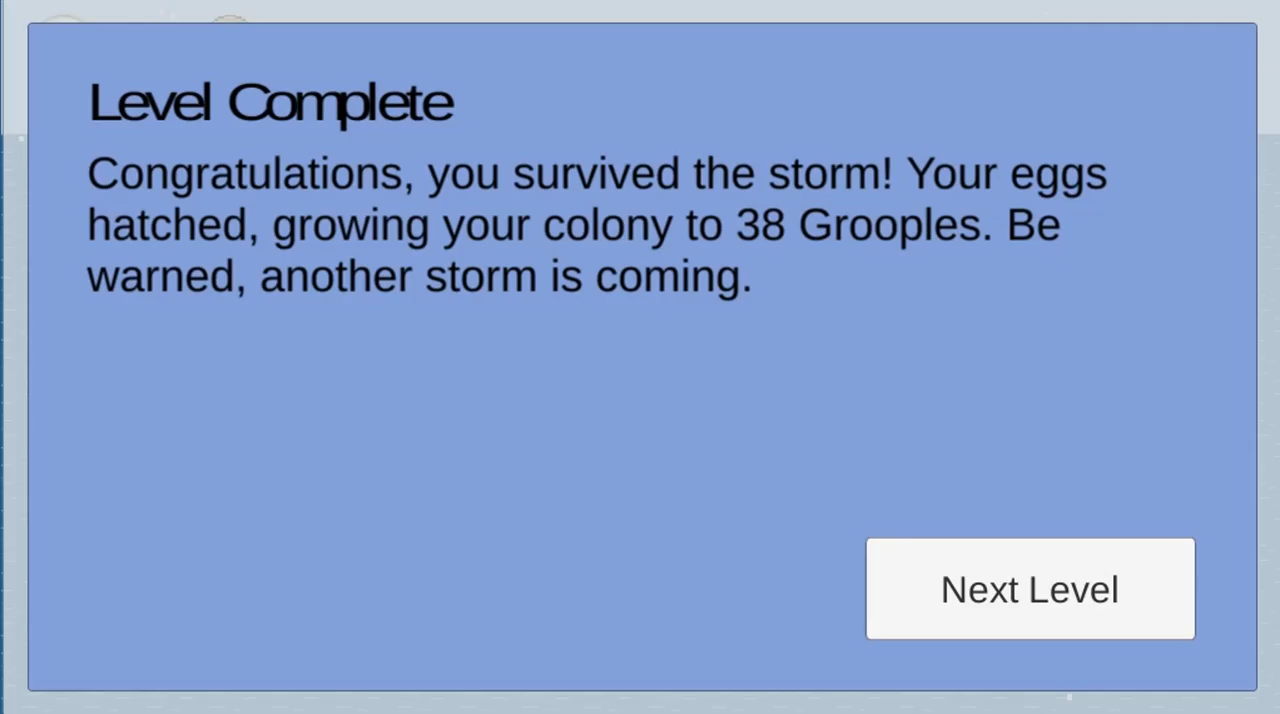 Level Complete
Congratulations, you survived the storm! Your eggs
hatched, growing your colony to 38 Grooples. Be
warned, another storm is coming.
Next Level